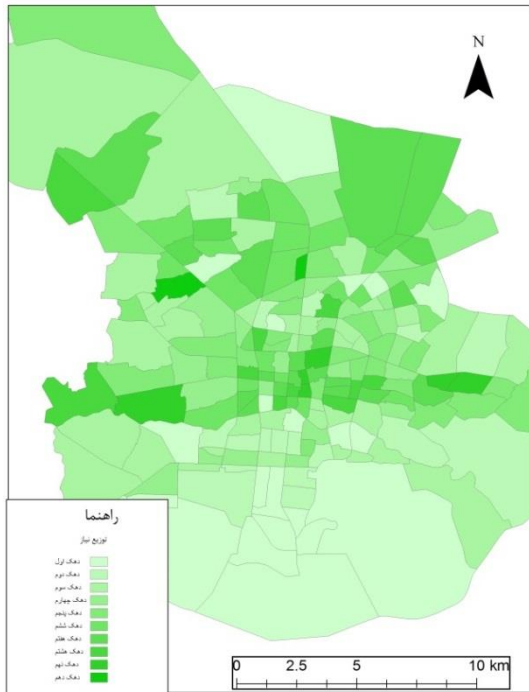 N
راهنما
توزیع نیاز
دهک اول
دهک دوم
دهک سوم
دهک چهارم
دهک پنجم
دهک ششم
دهک هفتم
دهک هشتم
دهک نهم
دهک دهم
0 2.5 5 10 km